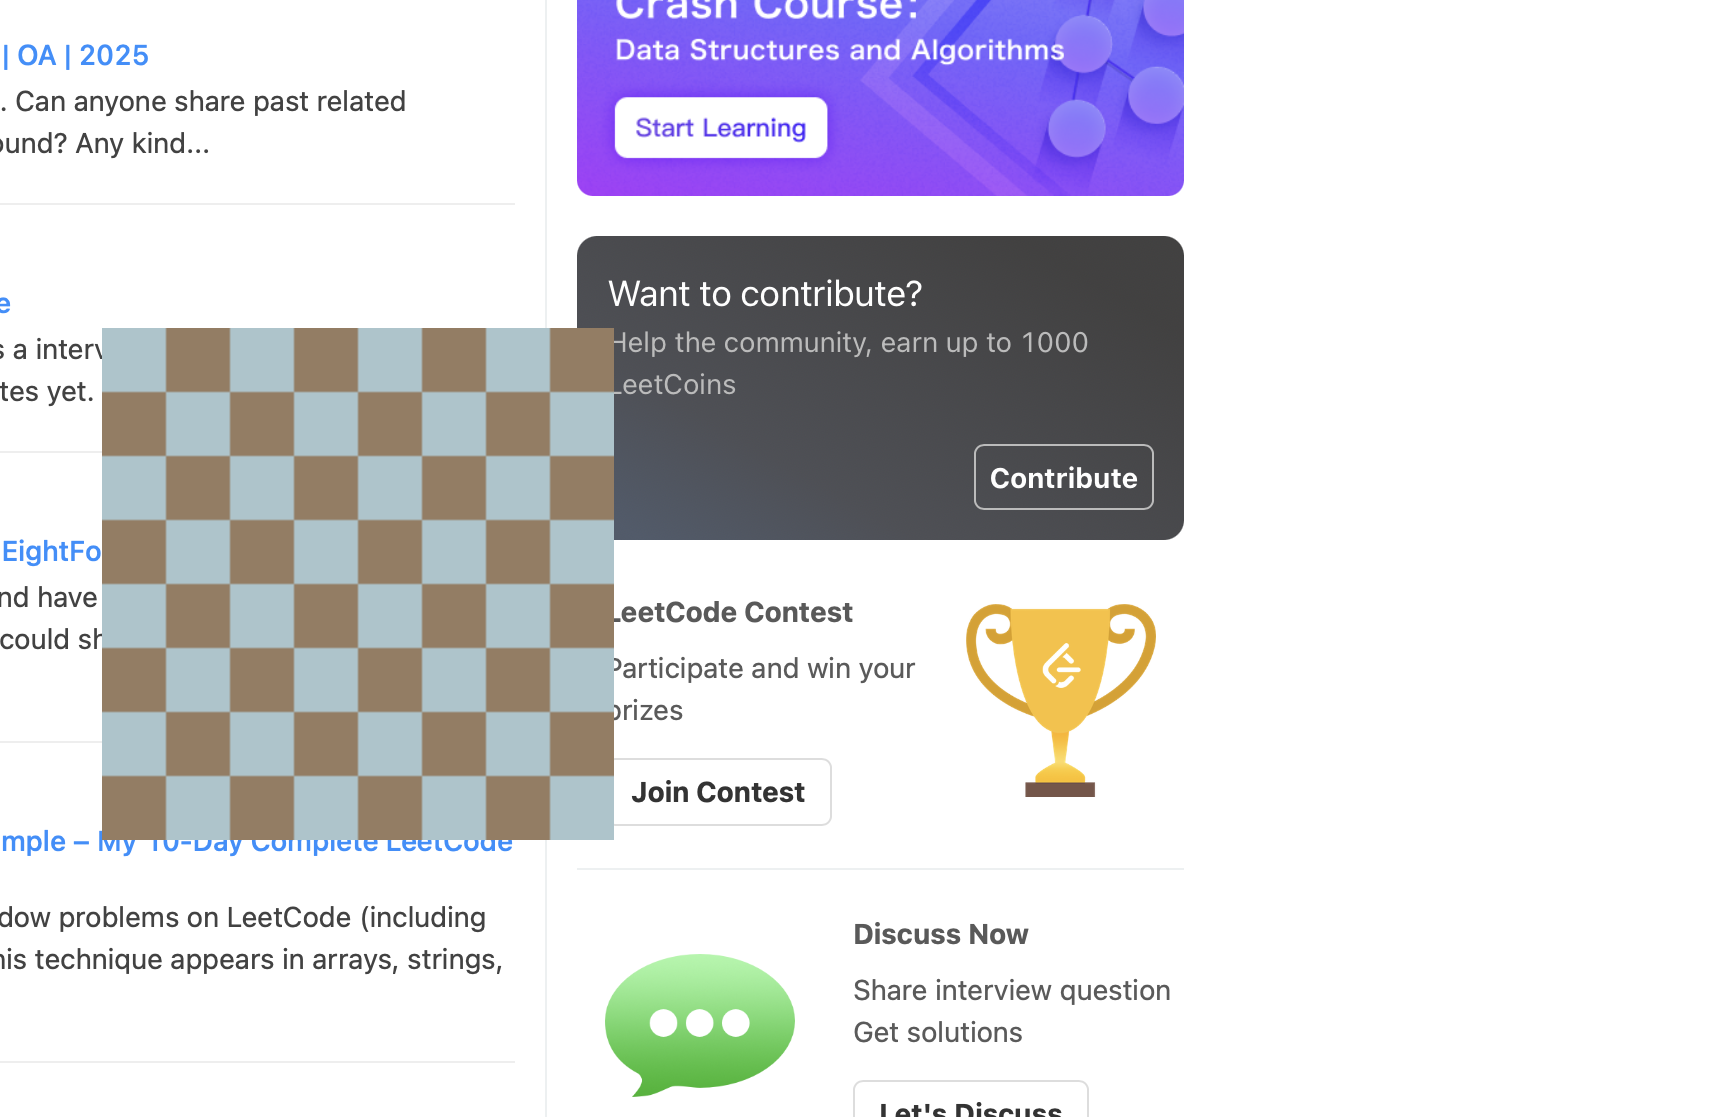 | OA | 2025
. Can anyone share past related
ound? Any kind...
e
s a interv
tes yet.
EightFo
nd have
could sh
mple – My 10-Day Complete LeetCode
dow problems on LeetCode (including
his technique appears in arrays, strings,
Crash Course:
Data Structures and Algorithms
Start Learning
Want to contribute?
Help the community, earn up to 1000
LeetCoins
Contribute
LeetCode Contest
Participate and win your
prizes
Join Contest
Discuss Now
Share interview question
Get solutions
Let's Discuss